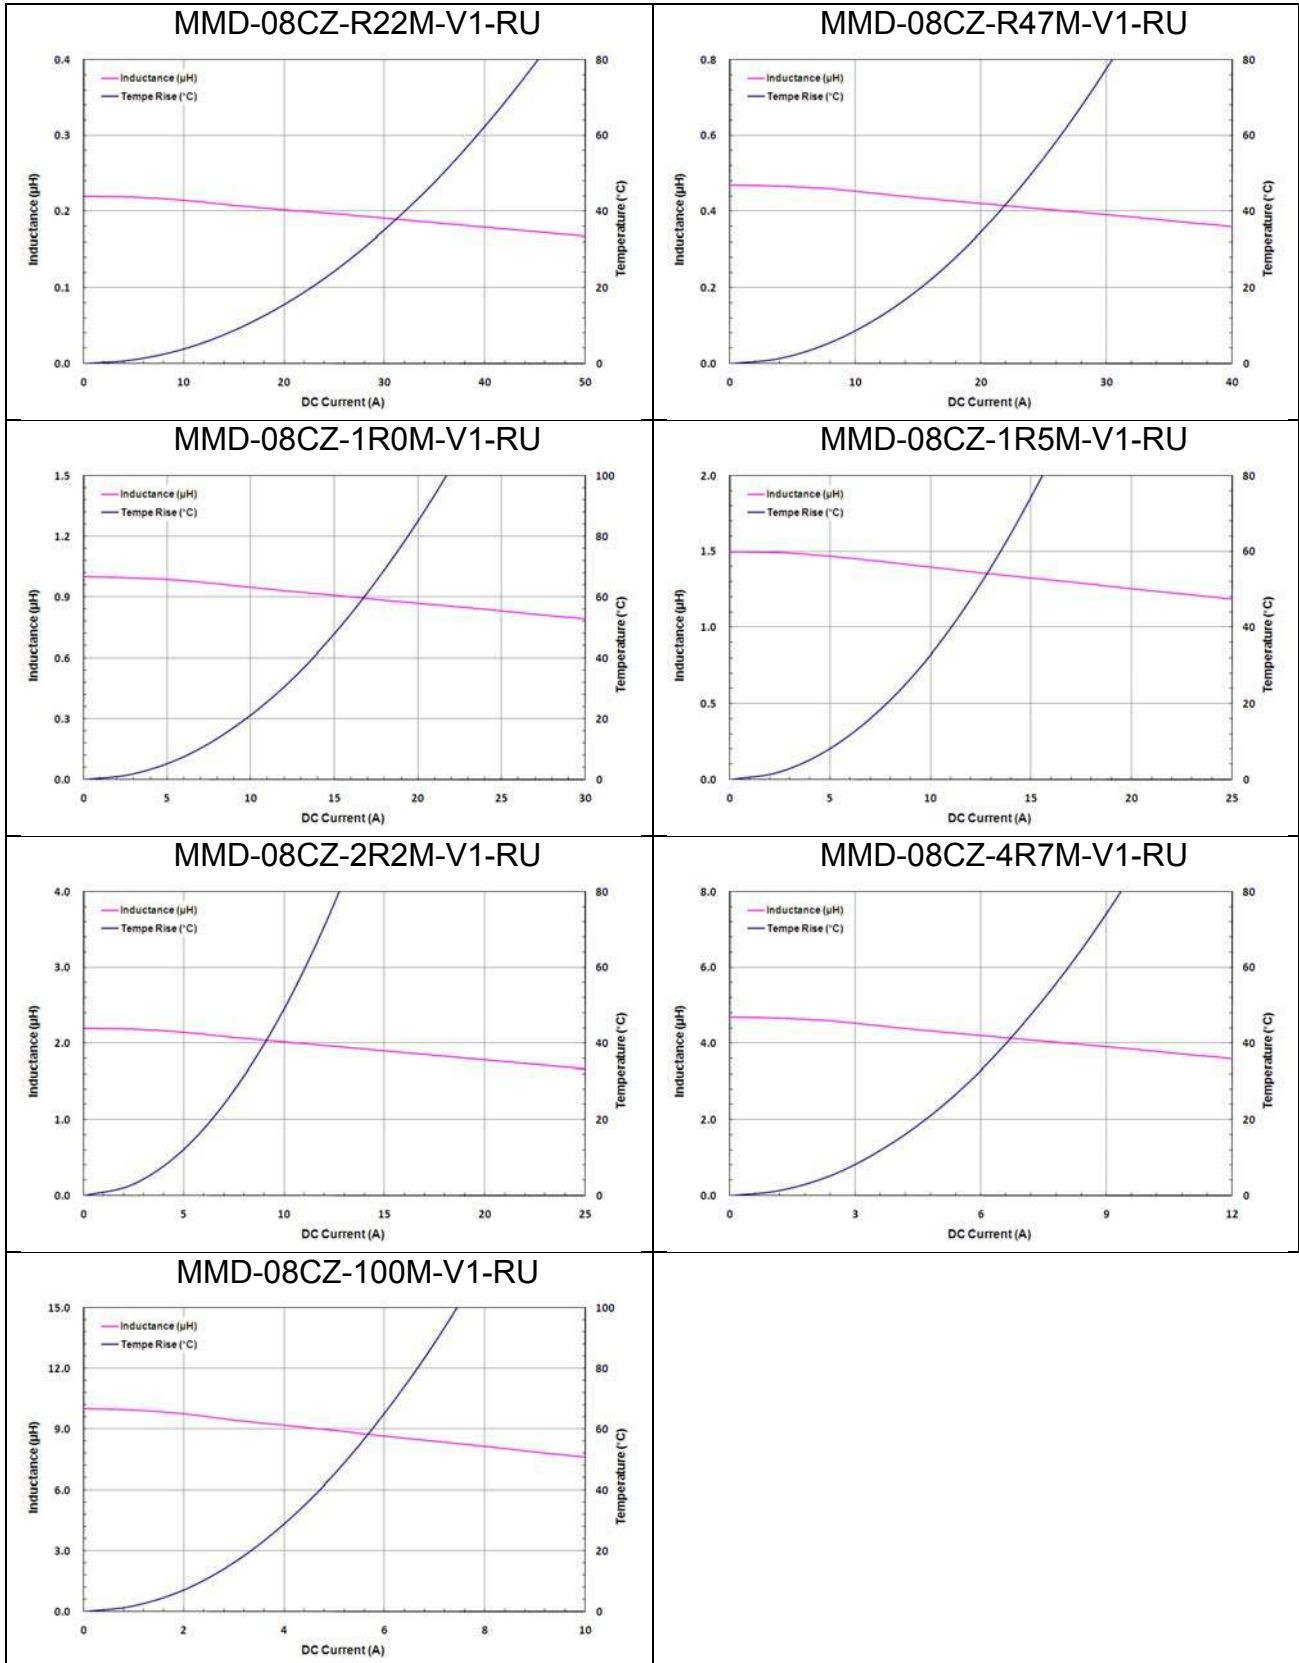 MMD-08CZ-R22M-V1-RU
0.4
0.3
0.2
0.1
0.0
80
60
40
20
0
0 10 20 30 40 50
Inductance (μH)
Tempe Rise (°C)
Inductance (μH)
Temperature (°C)
DC Current (A)
MMD-08CZ-R47M-V1-RU
0.8
0.6
0.4
0.2
0.0
80
60
40
20
0
0 10 20 30 40
Inductance (μH)
Tempe Rise (°C)
Inductance (μH)
Temperature (°C)
DC Current (A)
MMD-08CZ-1R0M-V1-RU
1.5
1.2
0.9
0.6
0.3
0.0
100
80
60
40
20
0
0 5 10 15 20 25 30
Inductance (μH)
Tempe Rise (°C)
Inductance (μH)
Temperature (°C)
DC Current (A)
MMD-08CZ-1R5M-V1-RU
2.0
1.5
1.0
0.5
0.0
80
60
40
20
0
0 5 10 15 20 25
Inductance (μH)
Tempe Rise (°C)
Inductance (μH)
Temperature (°C)
DC Current (A)
MMD-08CZ-2R2M-V1-RU
4.0
3.0
2.0
1.0
0.0
80
60
40
20
0
0 5 10 15 20 25
Inductance (μH)
Tempe Rise (°C)
Inductance (μH)
Temperature (°C)
DC Current (A)
MMD-08CZ-4R7M-V1-RU
8.0
6.0
4.0
2.0
0.0
80
60
40
20
0
0 3 6 9 12
Inductance (μH)
Tempe Rise (°C)
Inductance (μH)
Temperature (°C)
DC Current (A)
MMD-08CZ-100M-V1-RU
15.0
12.0
9.0
6.0
3.0
0.0
100
80
60
40
20
0
0 2 4 6 8 10
Inductance (μH)
Tempe Rise (°C)
Inductance (μH)
Temperature (°C)
DC Current (A)